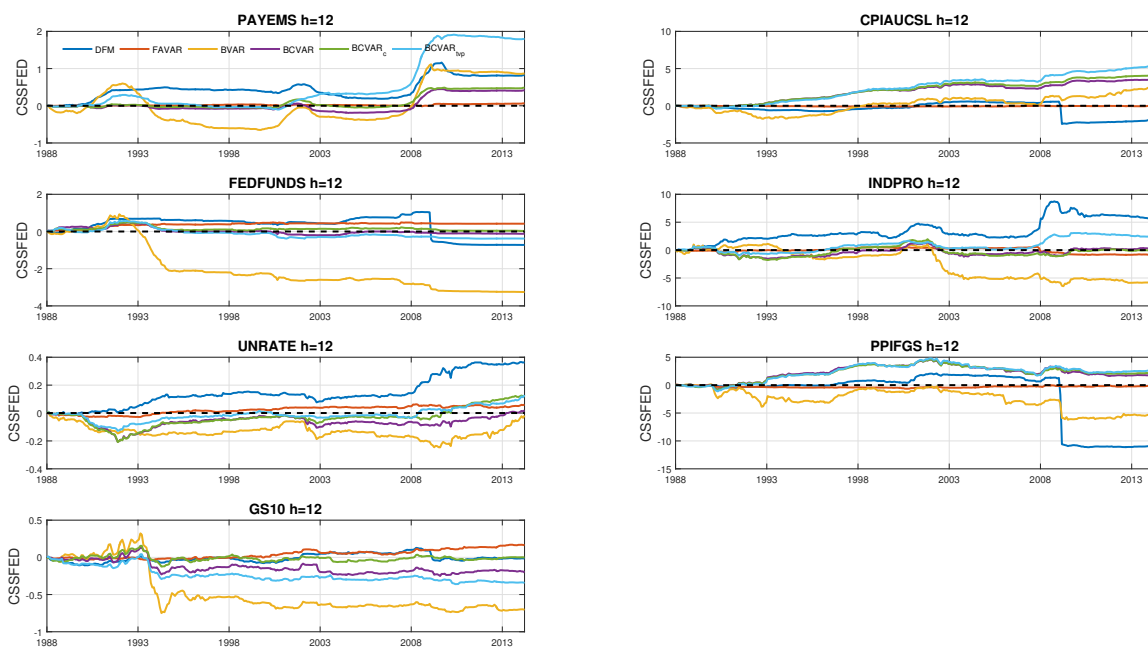 PAYEMS h=12
2
1
0
-1
CSSFED
DFM FAVAR BVAR BCVAR BCVARc BCVARtvp
1988 1993 1998 2003 2008 2013
CPIAUCSL h=12
10
5
0
-5
CSSFED
1988 1993 1998 2003 2008 2013
FEDFUNDS h=12
2
0
-2
-4
CSSFED
1988 1993 1998 2003 2008 2013
INDPRO h=12
10
5
0
-5
-10
CSSFED
1988 1993 1998 2003 2008 2013
UNRATE h=12
0.4
0.2
0
-0.2
-0.4
CSSFED
1988 1993 1998 2003 2008 2013
PPIFGS h=12
5
0
-5
-10
-15
CSSFED
1988 1993 1998 2003 2008 2013
GS10 h=12
0.5
0
-0.5
-1
CSSFED
1988 1993 1998 2003 2008 2013